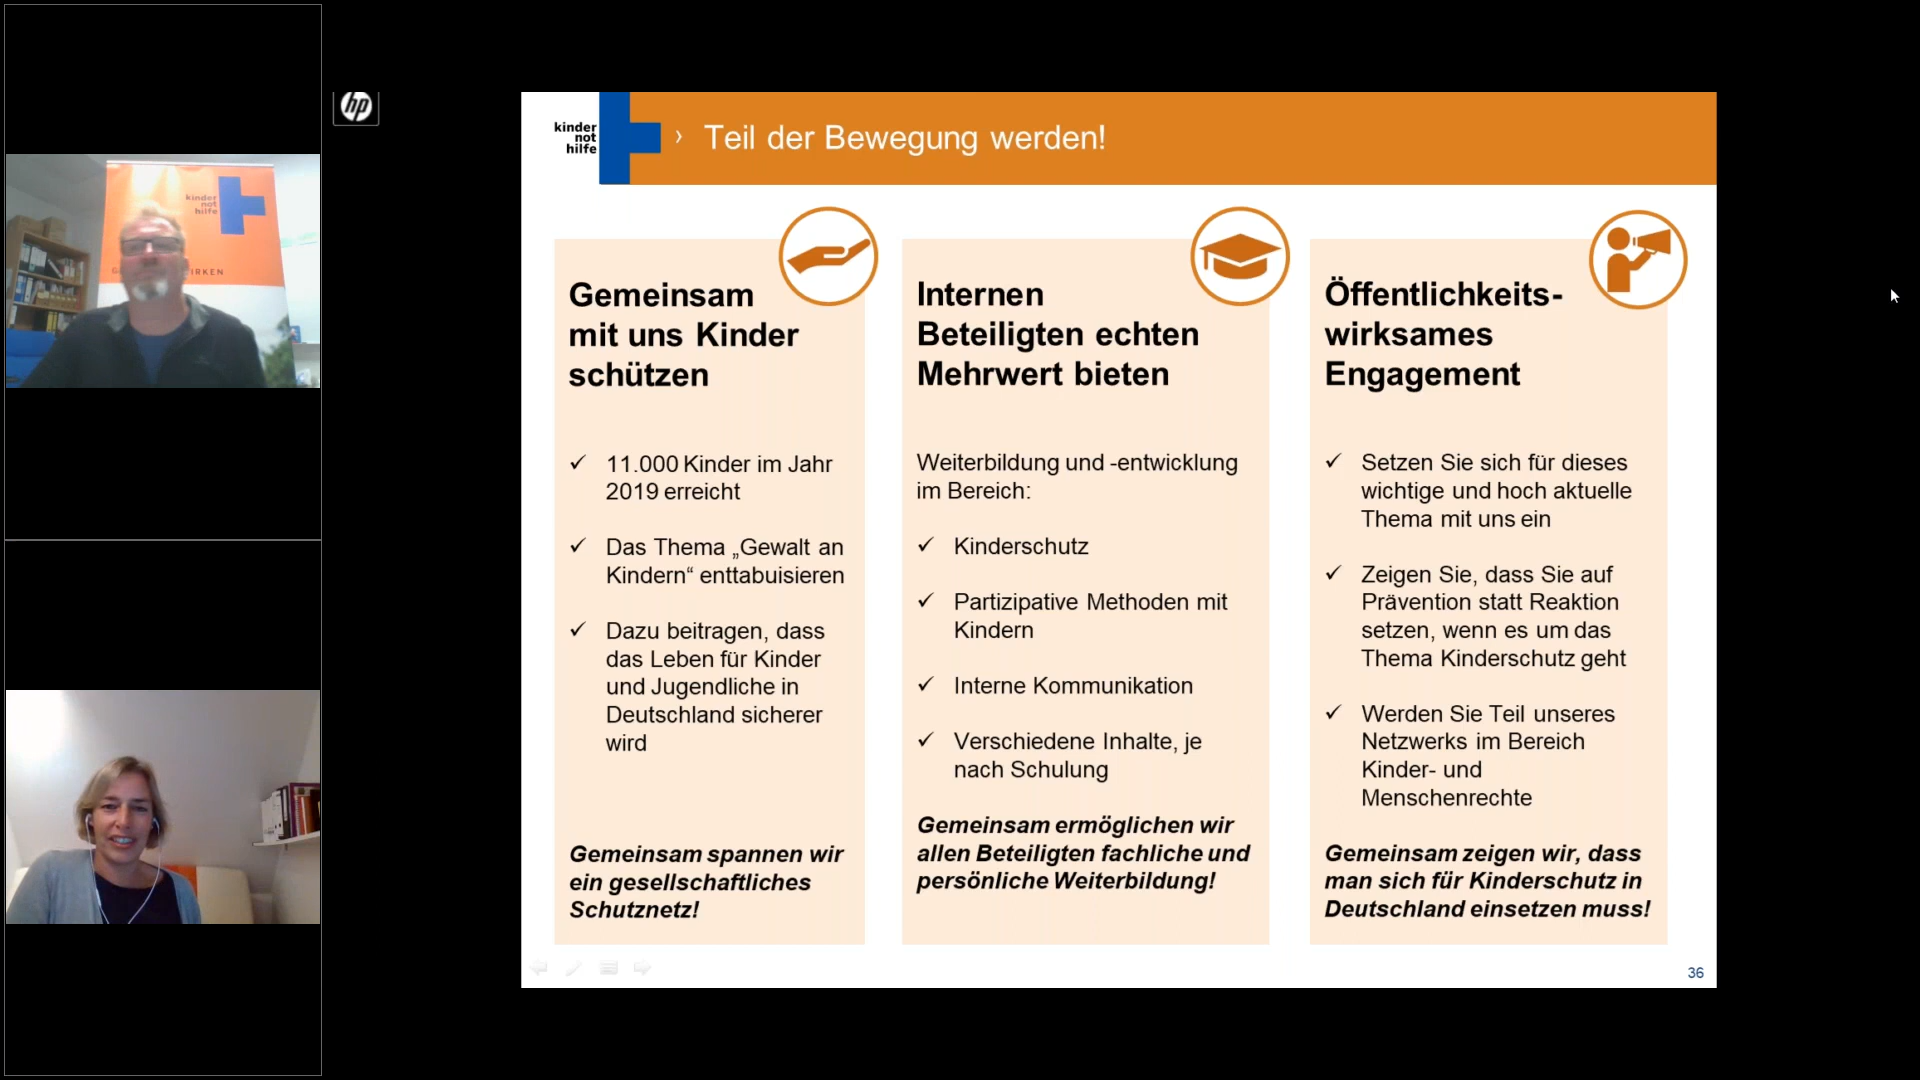 hp
kinder
not
hilfe
› Teil der Bewegung werden!
Gemeinsam
mit uns Kinder
schützen
✓ 11.000 Kinder im Jahr
2019 erreicht
✓ Das Thema „Gewalt an
Kindern“ enttabuisieren
✓ Dazu beitragen, dass
das Leben für Kinder
und Jugendliche in
Deutschland sicherer
wird
Gemeinsam spannen wir
ein gesellschaftliches
Schutznetz!
Internen
Beteiligten echten
Mehrwert bieten
Weiterbildung und -entwicklung
im Bereich:
✓ Kinderschutz
✓ Partizipative Methoden mit
Kindern
✓ Interne Kommunikation
✓ Verschiedene Inhalte, je
nach Schulung
Gemeinsam ermöglichen wir
allen Beteiligten fachliche und
persönliche Weiterbildung!
Öffentlichkeits-
wirksames
Engagement
✓ Setzen Sie sich für dieses
wichtige und hoch aktuelle
Thema mit uns ein
✓ Zeigen Sie, dass Sie auf
Prävention statt Reaktion
setzen, wenn es um das
Thema Kinderschutz geht
✓ Werden Sie Teil unseres
Netzwerks im Bereich
Kinder- und
Menschenrechte
Gemeinsam zeigen wir, dass
man sich für Kinderschutz in
Deutschland einsetzen muss!
36
kinder
not
hilfe